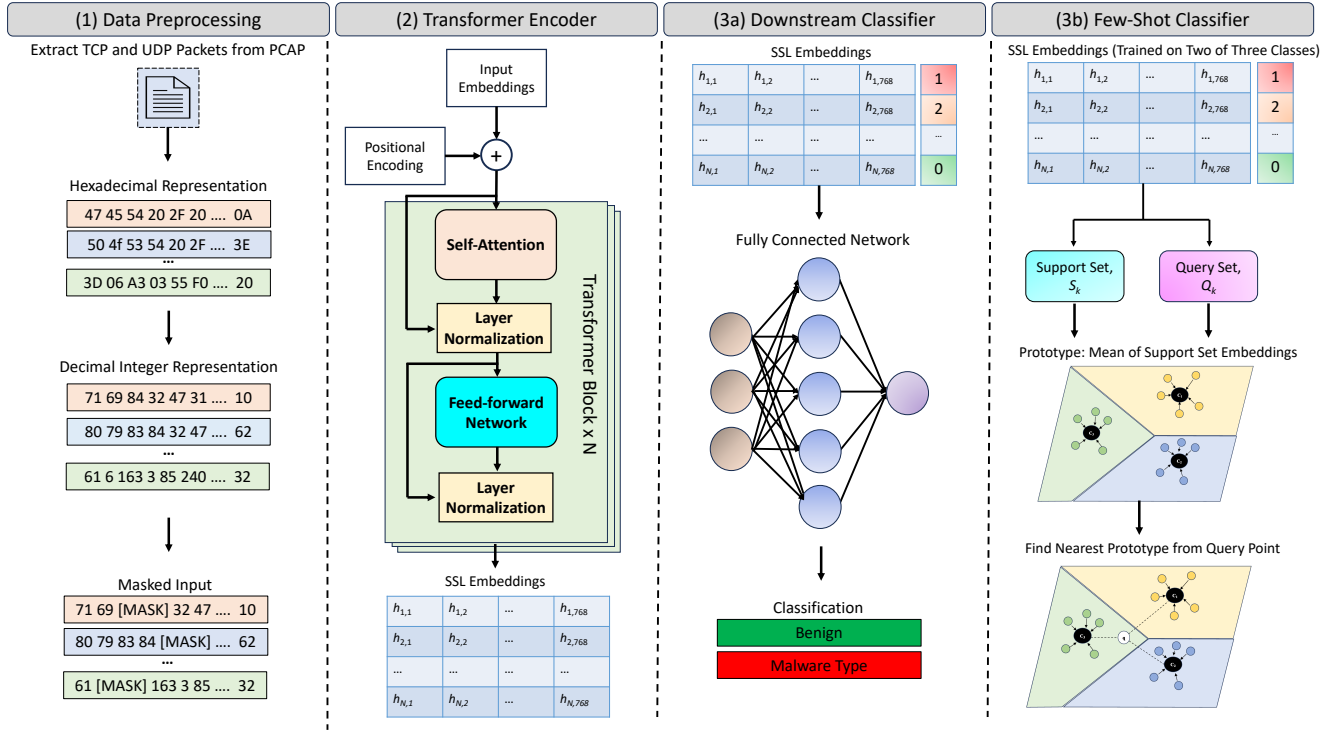 (1) Data Preprocessing
Extract TCP and UDP Packets from PCAP
Hexadecimal Representation
47 45 54 20 2F 20 .... 0A
50 4f 53 54 20 2F .... 3E
...
3D 06 A3 03 55 F0 .... 20
Decimal Integer Representation
71 69 84 32 47 31 .... 10
80 79 83 84 32 47 .... 62
...
61 6 163 3 85 240 .... 32
Masked Input
71 69 [MASK] 32 47 .... 10
80 79 83 84 [MASK] .... 62
...
61 [MASK] 163 3 85 .... 32
(2) Transformer Encoder
Input
Embeddings
Positional
Encoding
+
Self-Attention
Layer
Normalization
Feed-forward
Network
Layer
Normalization
Transformer Block x N
SSL Embeddings
h1,1 h1,2 ... h1,768
h2,1 h2,2 ... h2,768
... ... ...
hN,1 hN,2 ... hN,768
(3a) Downstream Classifier
SSL Embeddings
h1,1 h1,2 ... h1,768 1
h2,1 h2,2 ... h2,768 2
... ... ... ...
hN,1 hN,2 ... hN,768 0
Fully Connected Network
Classification
Benign
Malware Type
(3b) Few-Shot Classifier
SSL Embeddings (Trained on Two of Three Classes)
h1,1 h1,2 ... h1,768 1
h2,1 h2,2 ... h2,768 2
... ... ... ...
hN,1 hN,2 ... hN,768 0
Support Set,
Sk
Query Set,
Qk
Prototype: Mean of Support Set Embeddings
Find Nearest Prototype from Query Point